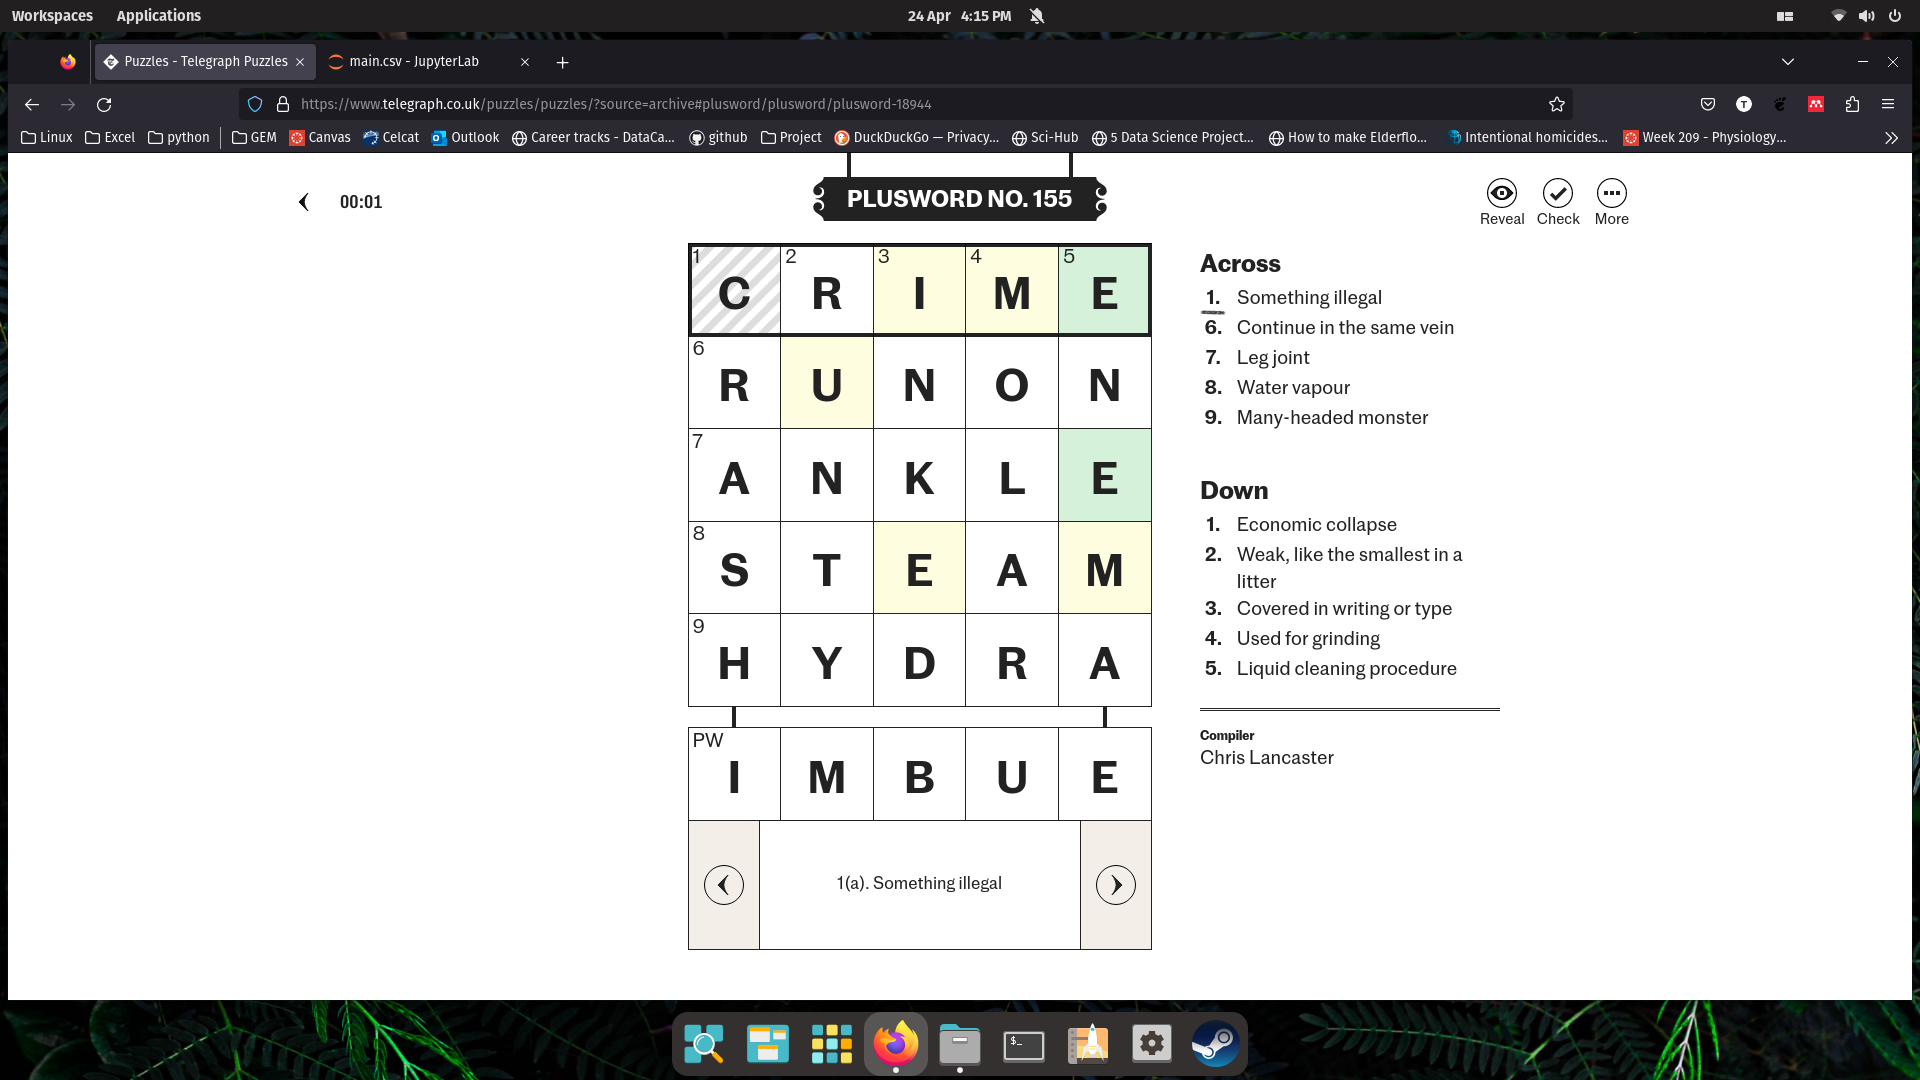 Workspaces Applications 24 Apr 4:15 PM
Puzzles - Telegraph Puzzles main.csv - JupyterLab
https://www.telegraph.co.uk/puzzles/puzzles/?source=archive#plusword/plusword/plusword-18944
Linux Excel python GEM Canvas Celcat Outlook Career tracks - DataCa... github Project DuckDuckGo — Privacy... Sci-Hub 5 Data Science Project... How to make Elderflo... Intentional homicides... Week 209 - Physiology...
00:01
PLUSWORD NO. 155
Reveal Check More
1 C 2 R 3 I 4 M 5 E
6 R U N O N
7 A N K L E
8 S T E A M
9 H Y D R A
PW I M B U E
1(a). Something illegal
Across
1. Something illegal
6. Continue in the same vein
7. Leg joint
8. Water vapour
9. Many-headed monster
Down
1. Economic collapse
2. Weak, like the smallest in a
litter
3. Covered in writing or type
4. Used for grinding
5. Liquid cleaning procedure
Compiler
Chris Lancaster